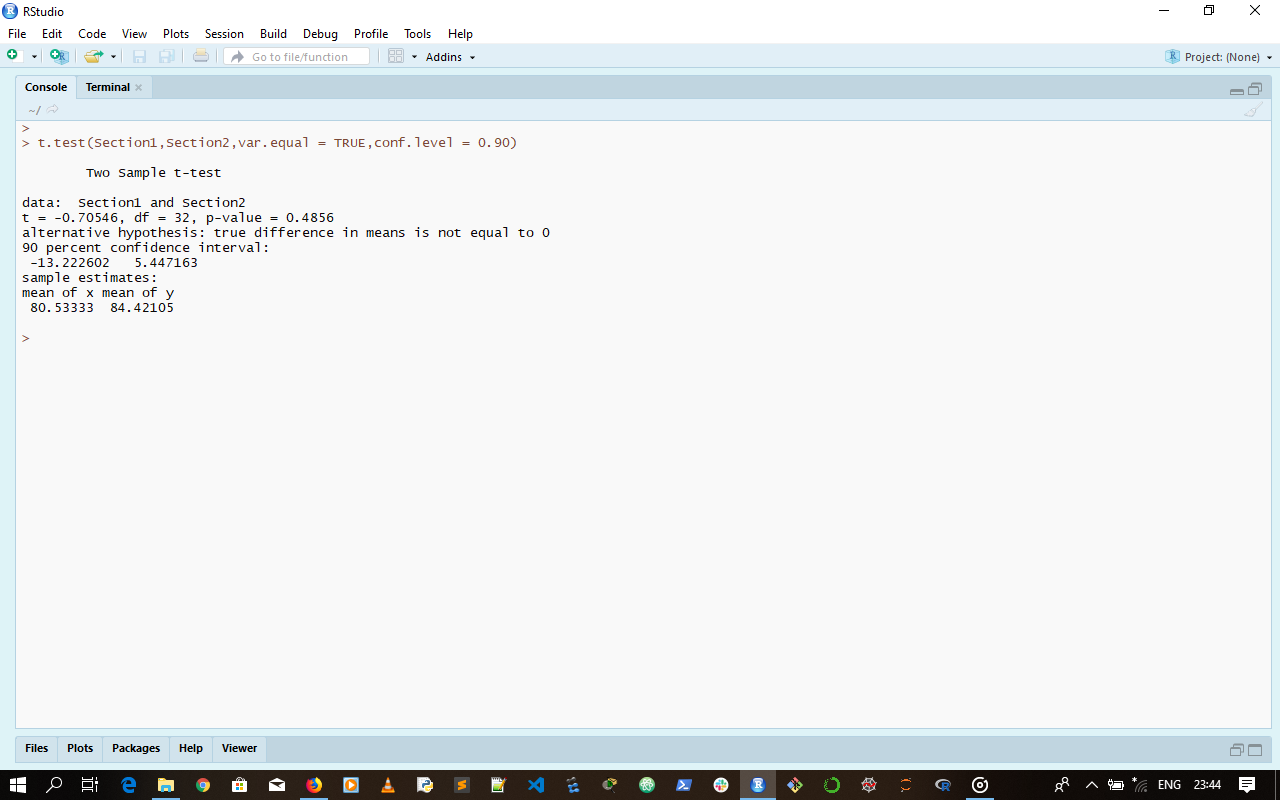 RStudio
File Edit Code View Plots Session Build Debug Profile Tools Help
Go to file/function Addins Project: (None)
Console Terminal
~/
>
> t.test(Section1,Section2,var.equal = TRUE,conf.level = 0.90)
Two Sample t-test
data:  Section1 and Section2
t = -0.70546, df = 32, p-value = 0.4856
alternative hypothesis: true difference in means is not equal to 0
90 percent confidence interval:
-13.222602   5.447163
sample estimates:
mean of x mean of y
80.53333  84.42105
>
Files Plots Packages Help Viewer
ENG 23:44